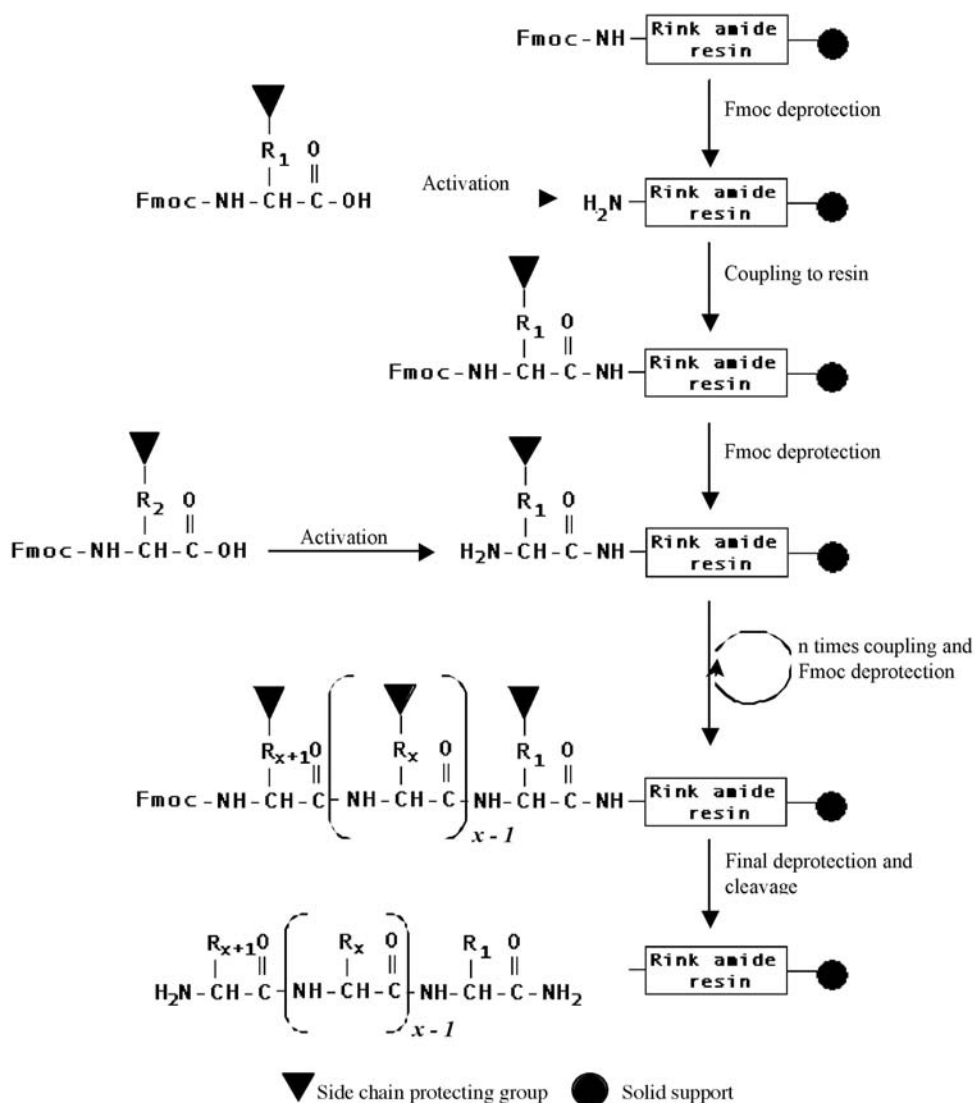 Fmoc-NH
Rink amide
resin
Fmoc deprotection
R1 O
Fmoc-NH-CH-C-OH
Activation
H2N
Rink amide
resin
Coupling to resin
R1 O
Fmoc-NH-CH-C-NH
Rink amide
resin
Fmoc deprotection
R2 O
Fmoc-NH-CH-C-OH
Activation
R1 O
H2N-CH-C-NH
Rink amide
resin
n times coupling and
Fmoc deprotection
Rx+1 O Rx O R1 O
Fmoc-NH-CH-C-NH-CH-C-NH-CH-C-NH
x - 1
Rink amide
resin
Final deprotection and
cleavage
Rx+1 O Rx O R1 O
H2N-CH-C-NH-CH-C-NH-CH-C-NH2
x - 1
Rink amide
resin
Side chain protecting group
Solid support